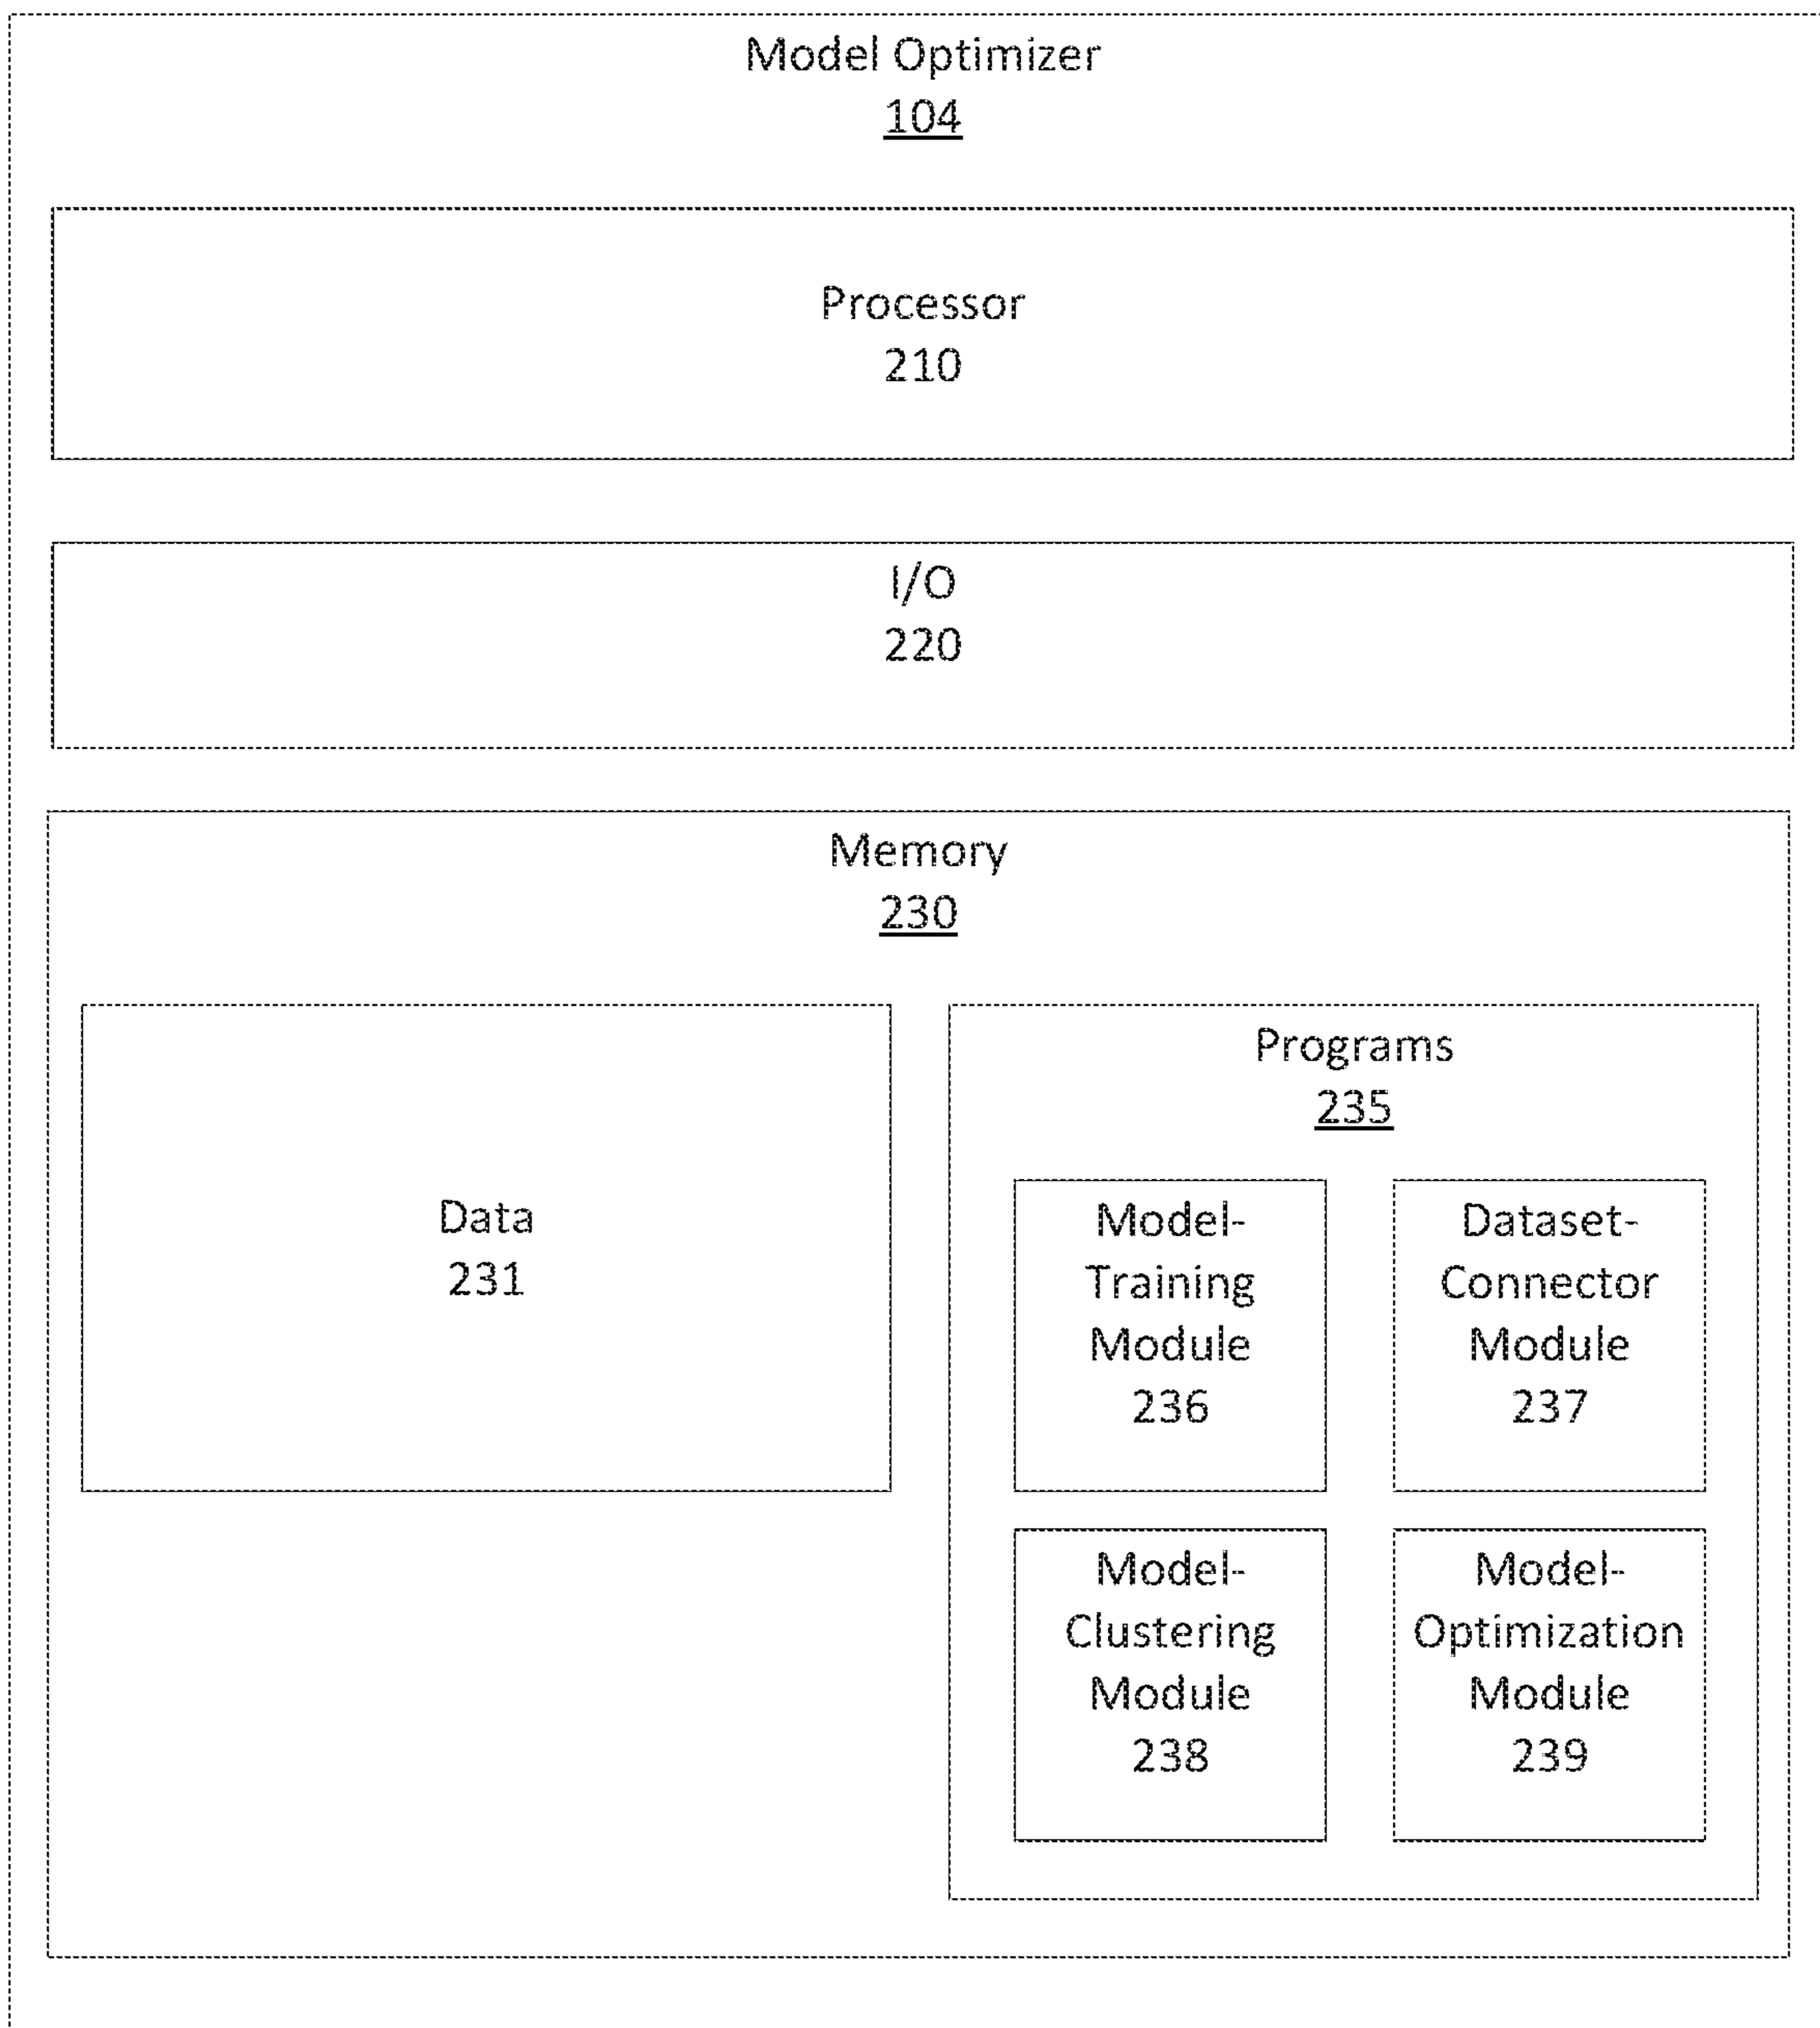 Model Optimizer
104
Processor
210
I/O
220
Memory
230
Data
231
Programs
235
Model-
Training
Module
236
Dataset-
Connector
Module
237
Model-
Clustering
Module
238
Model-
Optimization
Module
239